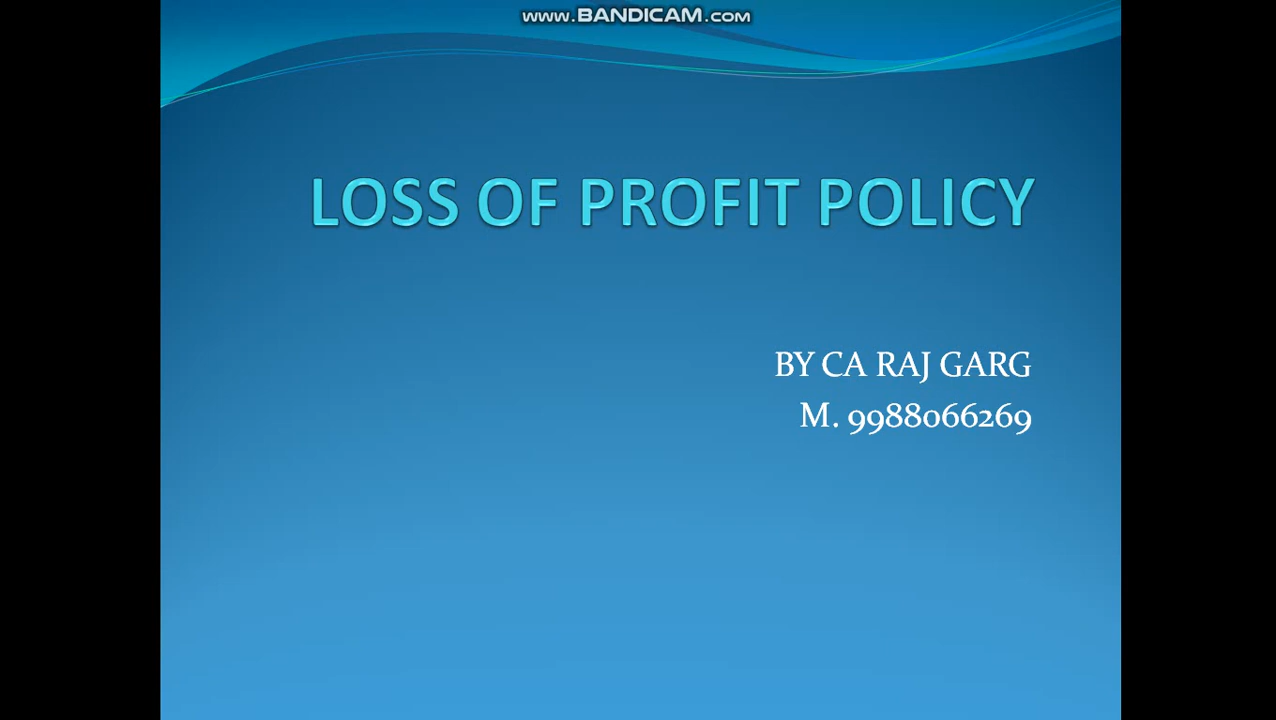 www.BANDICAM.com
LOSS OF PROFIT POLICY
BY CA RAJ GARG
M. 9988066269